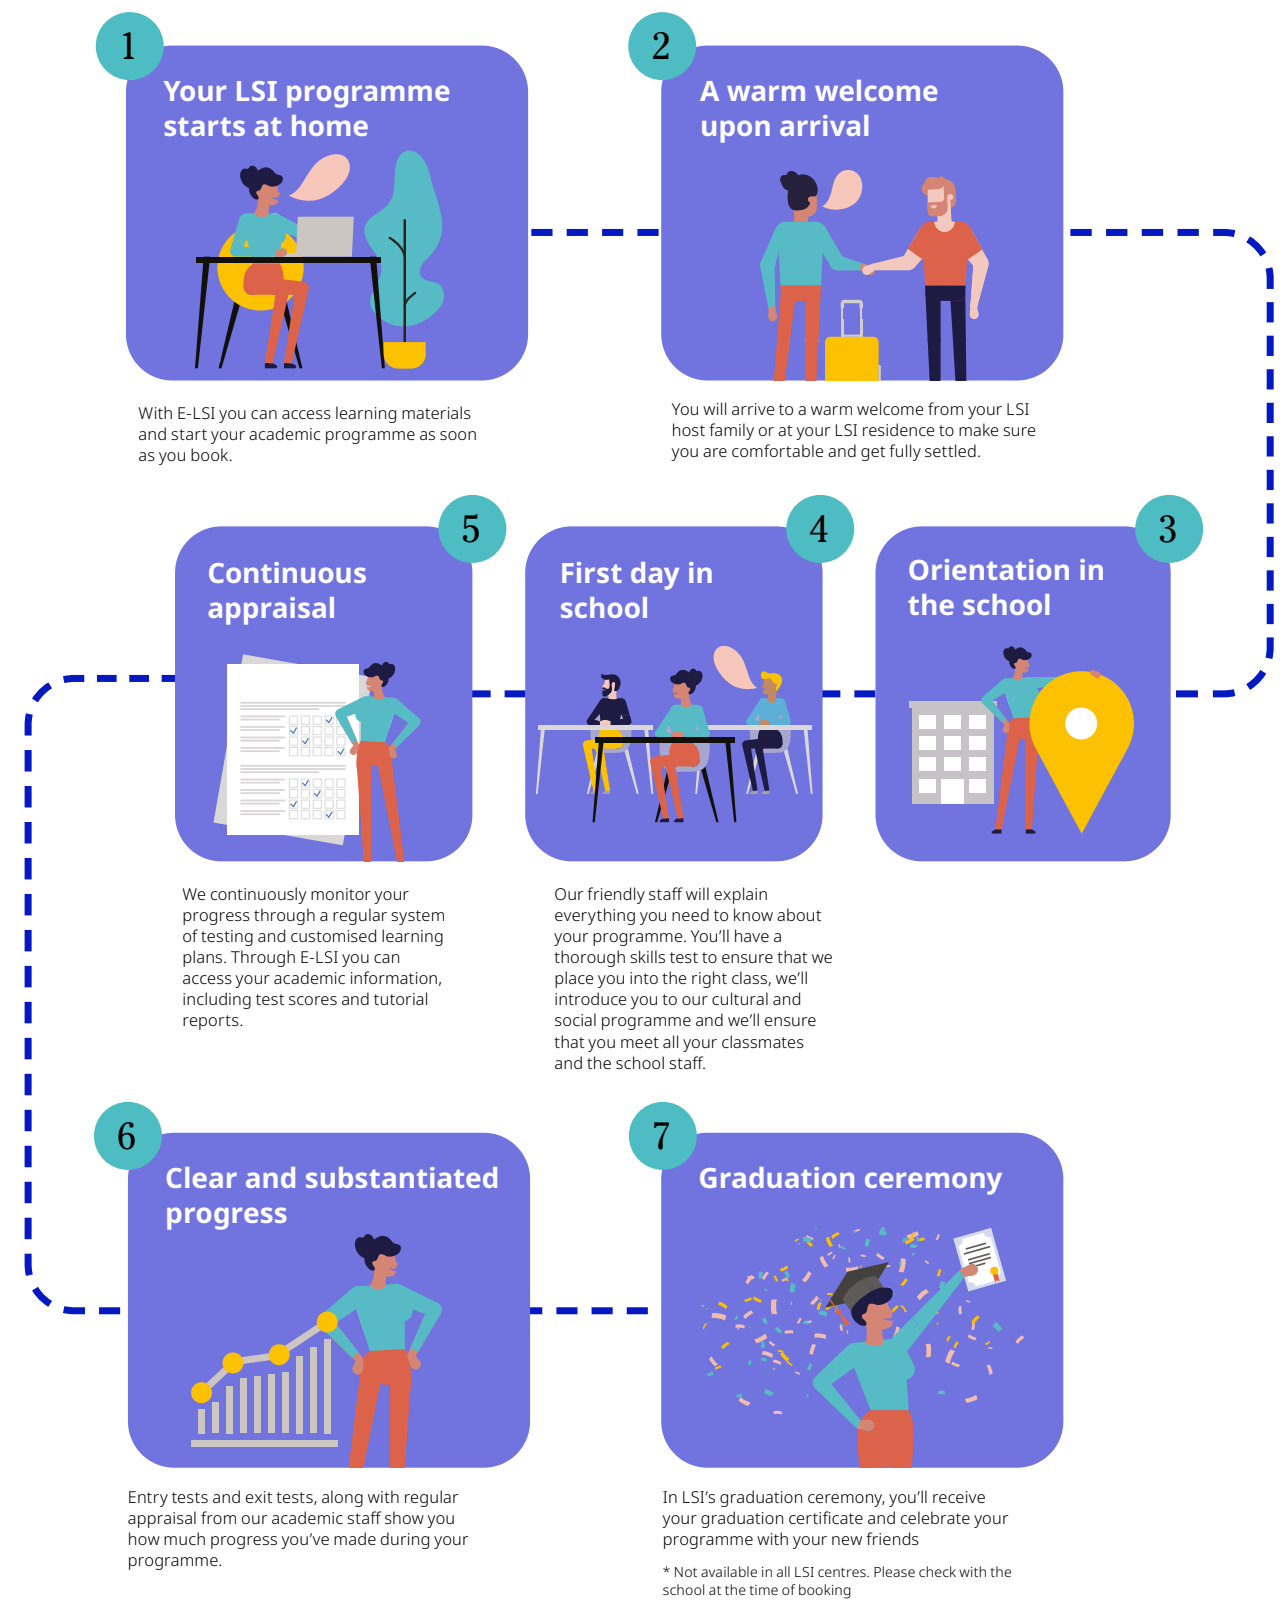 1
Your LSI programme
starts at home
With E-LSI you can access learning materials
and start your academic programme as soon
as you book.
2
A warm welcome
upon arrival
You will arrive to a warm welcome from your LSI
host family or at your LSI residence to make sure
you are comfortable and get fully settled.
3
Orientation in
the school
4
First day in
school
Our friendly staff will explain
everything you need to know about
your programme. You’ll have a
thorough skills test to ensure that we
place you into the right class, we’ll
introduce you to our cultural and
social programme and we’ll ensure
that you meet all your classmates
and the school staff.
5
Continuous
appraisal
We continuously monitor your
progress through a regular system
of testing and customised learning
plans. Through E-LSI you can
access your academic information,
including test scores and tutorial
reports.
6
Clear and substantiated
progress
Entry tests and exit tests, along with regular
appraisal from our academic staff show you
how much progress you’ve made during your
programme.
7
Graduation ceremony
In LSI’s graduation ceremony, you’ll receive
your graduation certificate and celebrate your
programme with your new friends
* Not available in all LSI centres. Please check with the
school at the time of booking